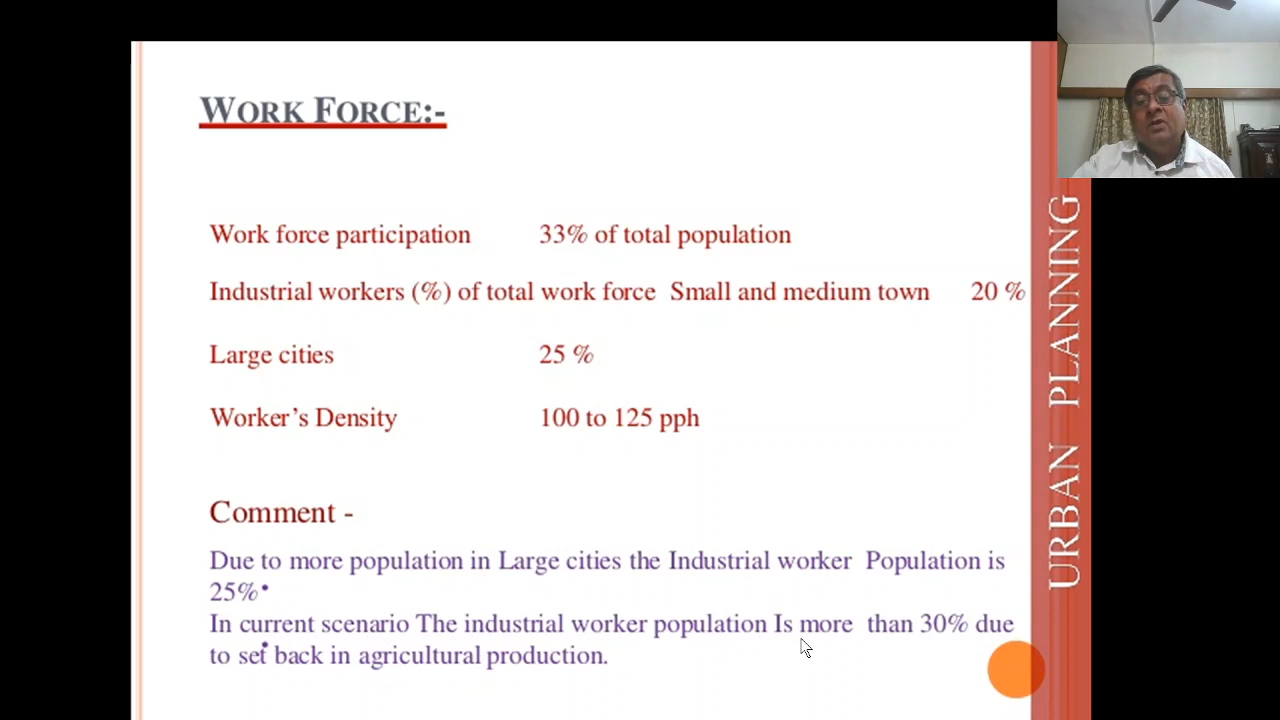 WORK FORCE:-
Work force participation 33% of total population
Industrial workers (%) of total work force Small and medium town 20 %
Large cities 25 %
Worker’s Density 100 to 125 pph
Comment -
Due to more population in Large cities the Industrial worker Population is
25%•
In current scenario The industrial worker population Is more than 30% due
to set back in agricultural production.
URBAN PLANNING